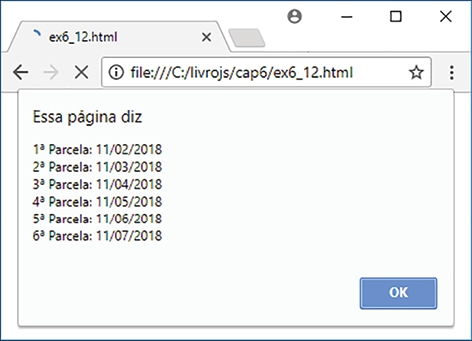 ex6_12.html
file:///C:/livrojs/cap6/ex6_12.html
Essa página diz
1ª Parcela: 11/02/2018
2ª Parcela: 11/03/2018
3ª Parcela: 11/04/2018
4ª Parcela: 11/05/2018
5ª Parcela: 11/06/2018
6ª Parcela: 11/07/2018
OK